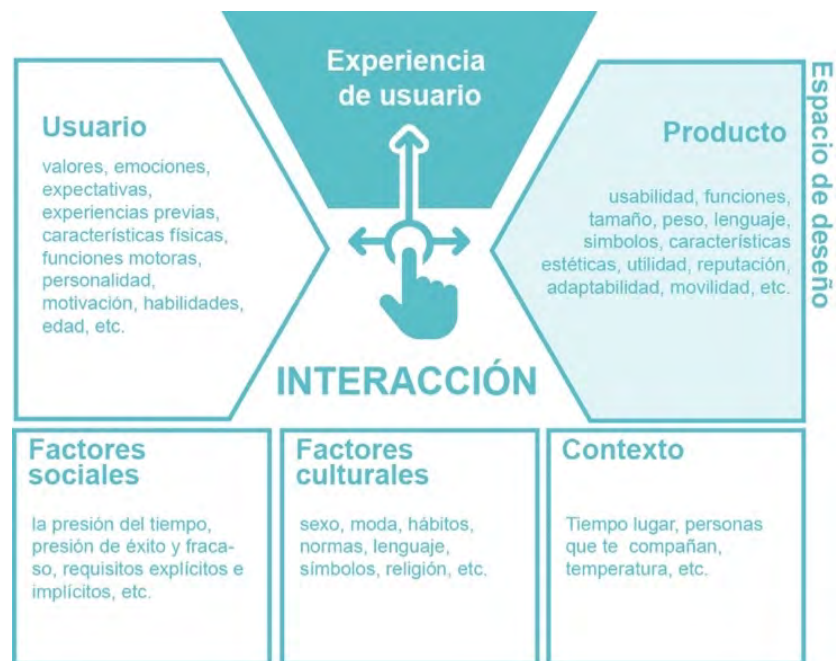 Experiencia
de usuario
Usuario
valores, emociones,
expectativas,
experiencias previas,
características físicas,
funciones motoras,
personalidad,
motivación, habilidades,
edad, etc.
Producto
usabilidad, funciones,
tamaño, peso, lenguaje,
simbolos, características
estéticas, utilidad, reputación,
adaptabilidad, movilidad, etc.
Espacio de deseño
INTERACCIÓN
Factores
sociales
la presión del tiempo,
presión de éxito y fraca-
so, requisitos explícitos e
implícitos, etc.
Factores
culturales
sexo, moda, hábitos,
normas, lenguaje,
símbolos, religión, etc.
Contexto
Tiempo lugar, personas
que te compañan,
temperatura, etc.